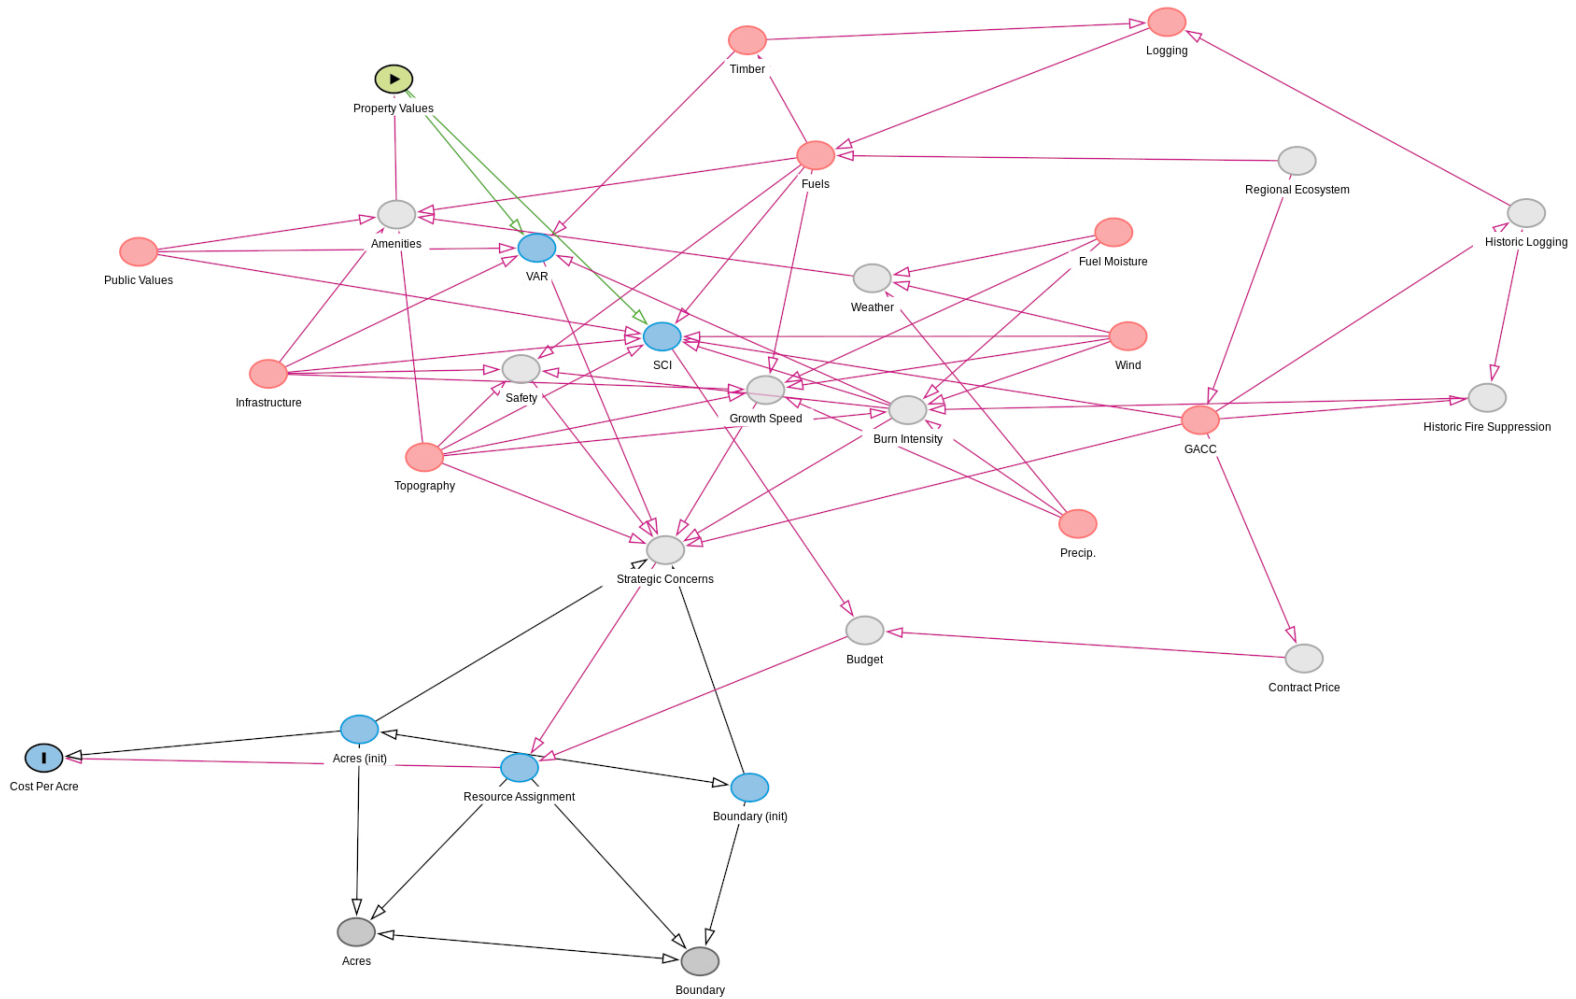 Logging
Timber
Property Values
Fuels
Regional Ecosystem
Amenities
Historic Logging
Public Values
VAR
Fuel Moisture
Weather
SCI
Wind
Infrastructure
Safety
Growth Speed
Burn Intensity
Historic Fire Suppression
GACC
Topography
Precip.
Strategic Concerns
Budget
Contract Price
Acres (init)
Cost Per Acre
Resource Assignment
Boundary (init)
Acres
Boundary